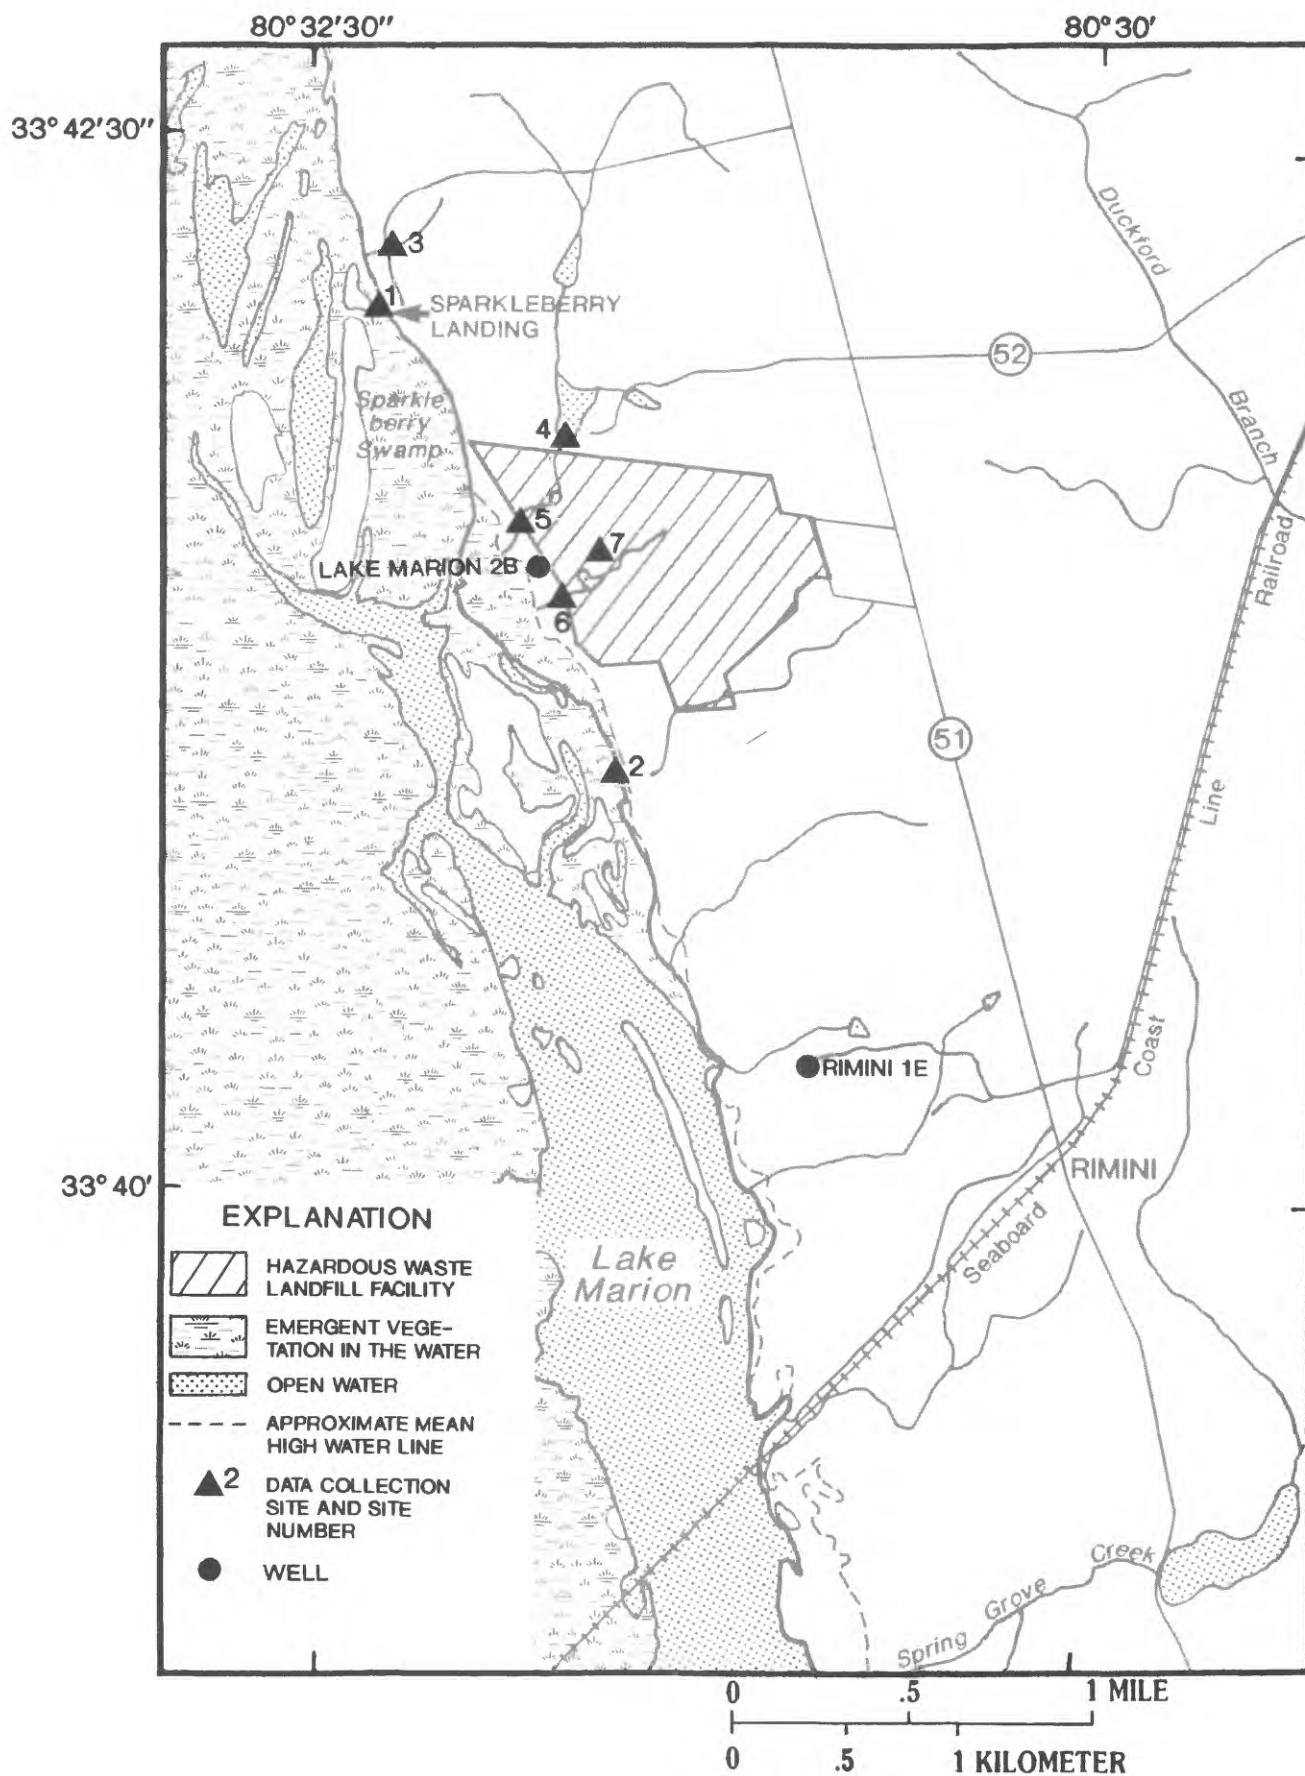 80°32'30"
80°30'
33°42'30"
Duckford
3
1
SPARKLEBERRY
LANDING
52
Sparkle
berry
Swamp
Branch
4
5
7
LAKE MARION 2B
6
Railroad
51
2
Line
Coast
RIMINI 1E
33°40'
RIMINI
Seaboard
EXPLANATION
HAZARDOUS WASTE
LANDFILL FACILITY
Lake
Marion
EMERGENT VEGE-
TATION IN THE WATER
OPEN WATER
APPROXIMATE MEAN
HIGH WATER LINE
2
DATA COLLECTION
SITE AND SITE
NUMBER
WELL
Spring Grove Creek
0 .5 1 MILE
0 .5 1 KILOMETER